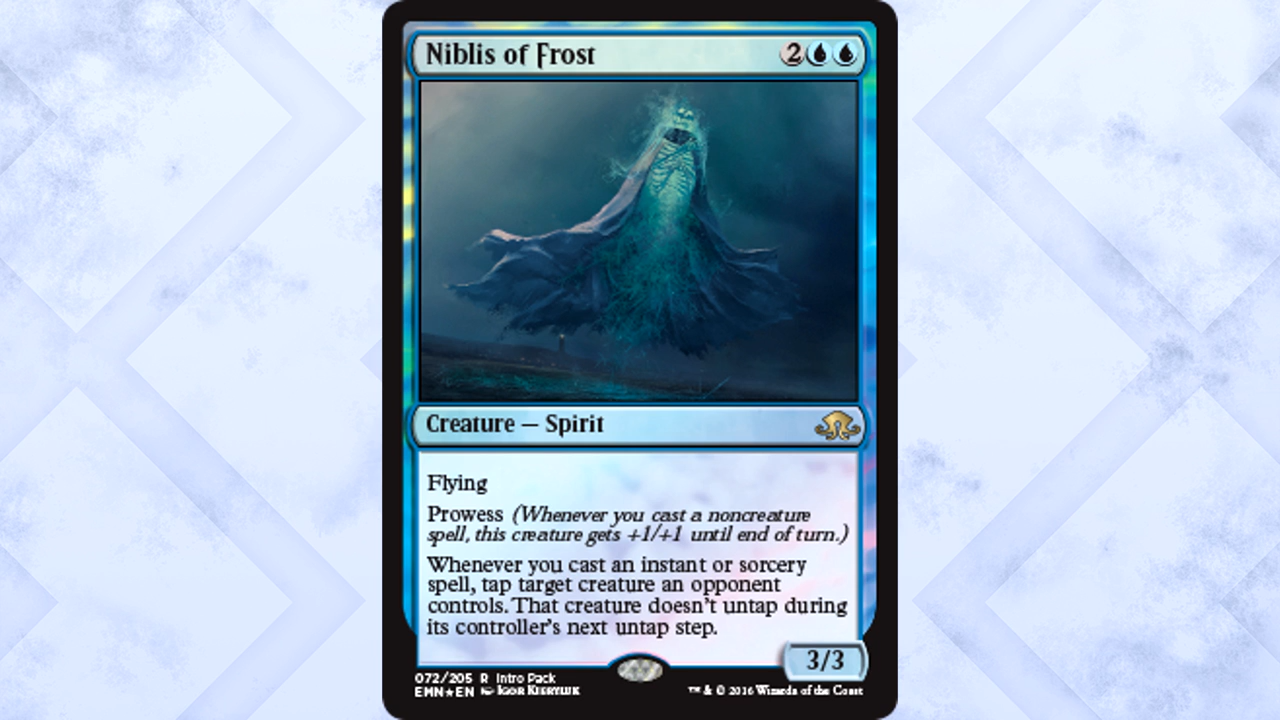 Niblis of Frost 2
Creature — Spirit
Flying
Prowess (Whenever you cast a noncreature
spell, this creature gets +1/+1 until end of turn.)
Whenever you cast an instant or sorcery
spell, tap target creature an opponent
controls. That creature doesn't untap during
its controller's next untap step.
3/3
072/205 R Intro Pack
EMN★EN Igor Kieryluk
™ & © 2016 Wizards of the Coast